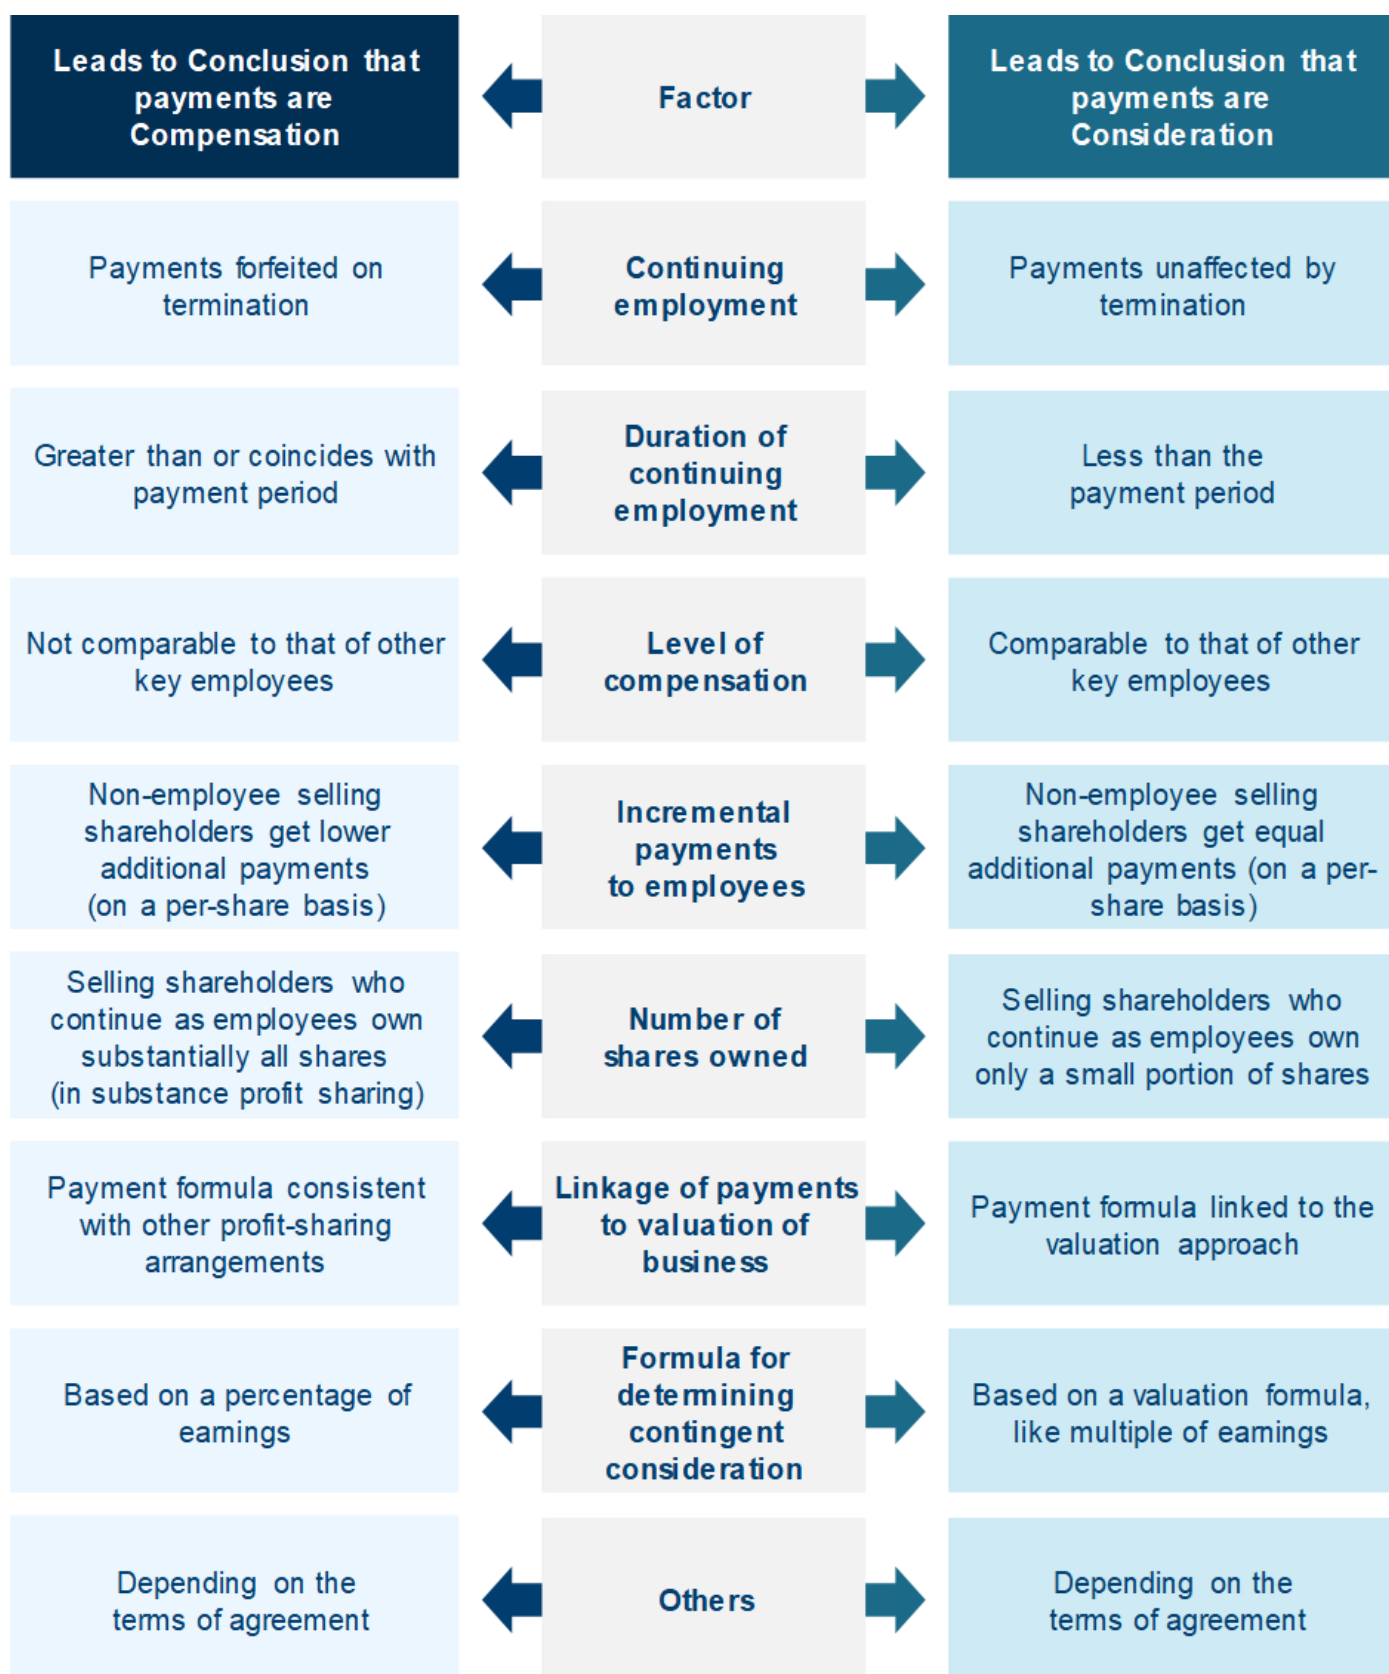 Leads to Conclusion that
payments are
Compensation
Factor
Leads to Conclusion that
payments are
Consideration
Payments forfeited on
termination
Continuing
employment
Payments unaffected by
termination
Greater than or coincides with
payment period
Duration of
continuing
employment
Less than the
payment period
Not comparable to that of other
key employees
Level of
compensation
Comparable to that of other
key employees
Non-employee selling
shareholders get lower
additional payments
(on a per-share basis)
Incremental
payments
to employees
Non-employee selling
shareholders get equal
additional payments (on a per-
share basis)
Selling shareholders who
continue as employees own
substantially all shares
(in substance profit sharing)
Number of
shares owned
Selling shareholders who
continue as employees own
only a small portion of shares
Payment formula consistent
with other profit-sharing
arrangements
Linkage of payments
to valuation of
business
Payment formula linked to the
valuation approach
Based on a percentage of
earnings
Formula for
determining
contingent
consideration
Based on a valuation formula,
like multiple of earnings
Depending on the
terms of agreement
Others
Depending on the
terms of agreement